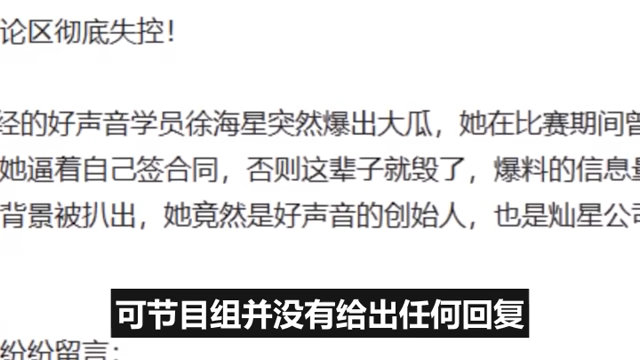 论区彻底失控！
经的好声音学员徐海星突然爆出大瓜，她在比赛期间曾
她逼着自己签合同，否则这辈子就毁了，爆料的信息量
背景被扒出，她竟然是好声音的创始人，也是灿星公司
可节目组并没有给出任何回复
纷纷留言：